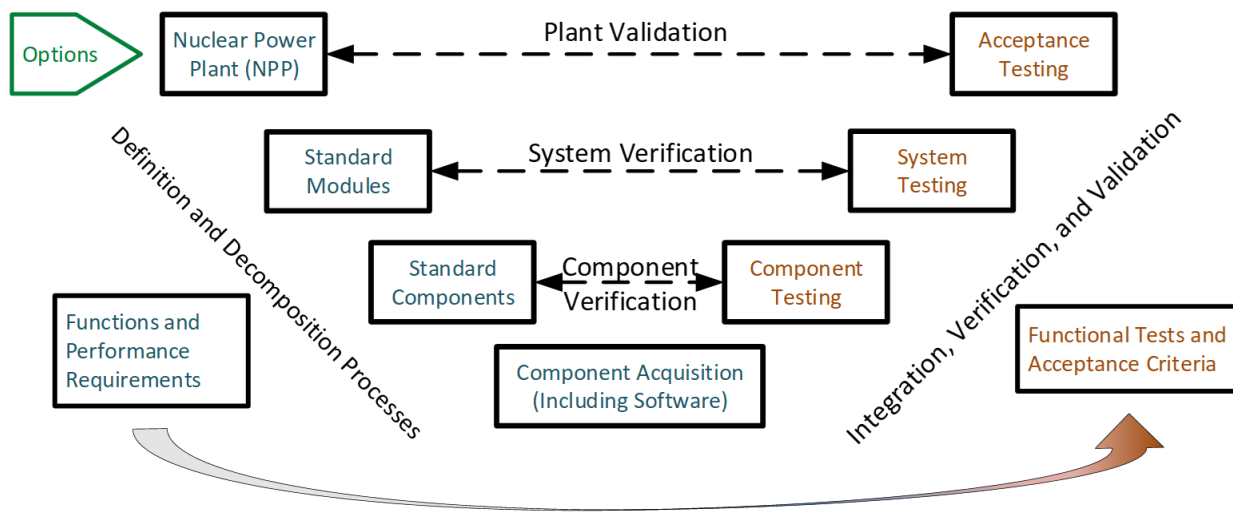 Options
Nuclear Power
Plant (NPP)
Plant Validation
Acceptance
Testing
Standard
Modules
System Verification
System
Testing
Standard
Components
Component
Verification
Component
Testing
Definition and Decomposition Processes
Integration, Verification, and Validation
Functions and
Performance
Requirements
Component Acquisition
(Including Software)
Functional Tests and
Acceptance Criteria